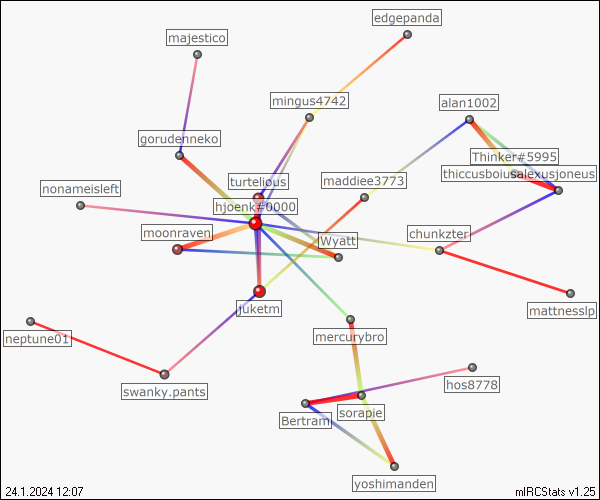 edgepanda
majestico
mingus4742
alan1002
gorudenneko
Thinker#5995
thiccusboiusalexusjoneus
turtelious
maddiee3773
nonameisleft
hjoenk#0000
moonraven
Wyatt
chunkzter
juketm
mattnesslp
neptune01
mercurybro
swanky.pants
hos8778
sorapie
Bertram
yoshimanden
24.1.2024 12:07
mIRCStats v1.25